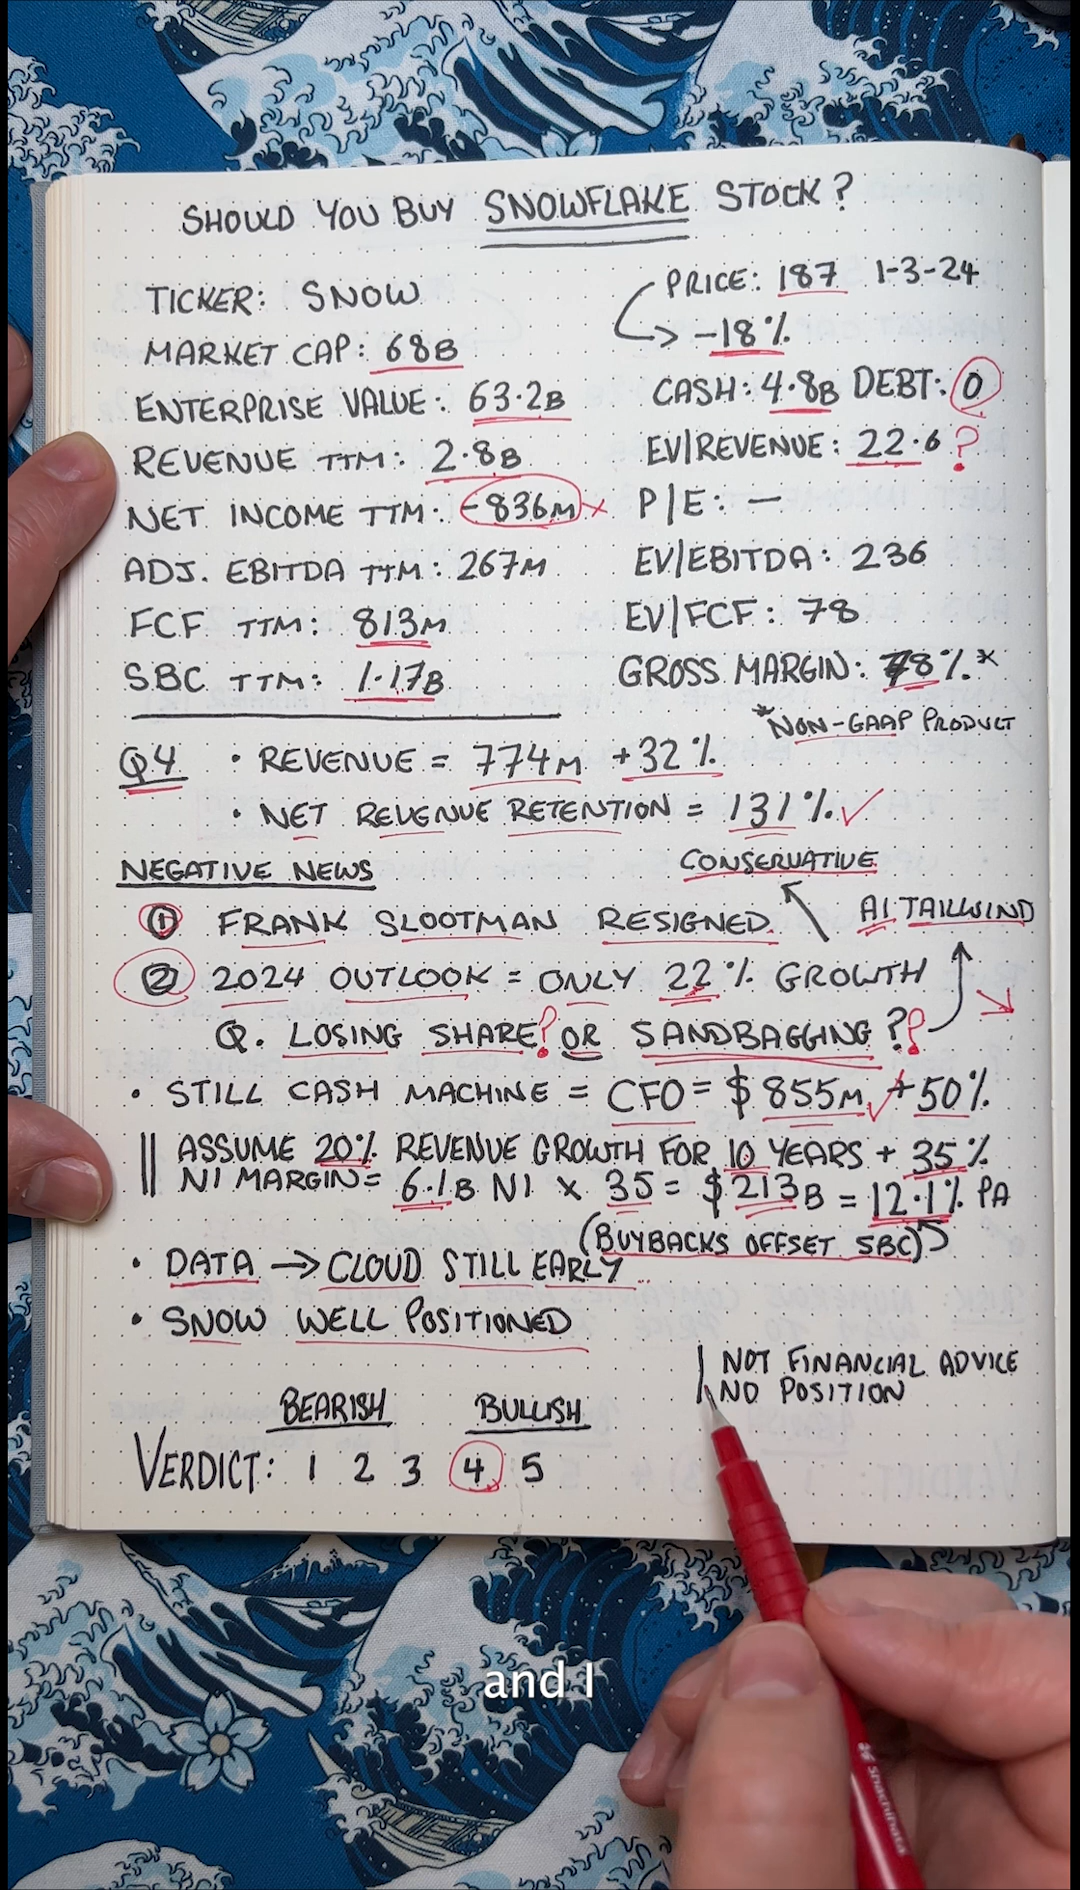 SHOULD YOU BUY SNOWFLAKE STOCK?
TICKER: SNOW
PRICE: 187 1-3-24
-18%
MARKET CAP: 68B
CASH: 4.8B DEBT: 0
ENTERPRISE VALUE: 63.2B
EV/REVENUE: 22.6 ?
REVENUE TTM: 2.8B
P/E: —
NET INCOME TTM: -836M x
EV/EBITDA: 236
ADJ. EBITDA TTM: 267M
EV/FCF: 78
FCF TTM: 813M
GROSS MARGIN: 78%*
SBC TTM: 1.17B
*NON-GAAP PRODUCT
Q4 • REVENUE = 774M +32%
• NET REVENUE RETENTION = 131% ✓
NEGATIVE NEWS
CONSERVATIVE
① FRANK SLOOTMAN RESIGNED
AI TAILWIND
② 2024 OUTLOOK = ONLY 22% GROWTH
Q. LOSING SHARE? OR SANDBAGGING ??
• STILL CASH MACHINE = CFO = $855M ✓ +50%
ASSUME 20% REVENUE GROWTH FOR 10 YEARS + 35%
NI MARGIN = 6.1B NI x 35 = $213B = 12.1% PA
(BUYBACKS OFFSET SBC)
• DATA → CLOUD STILL EARLY...
• SNOW WELL POSITIONED
NOT FINANCIAL ADVICE
NO POSITION
BEARISH BULLISH
VERDICT: 1 2 3 4 5
and I